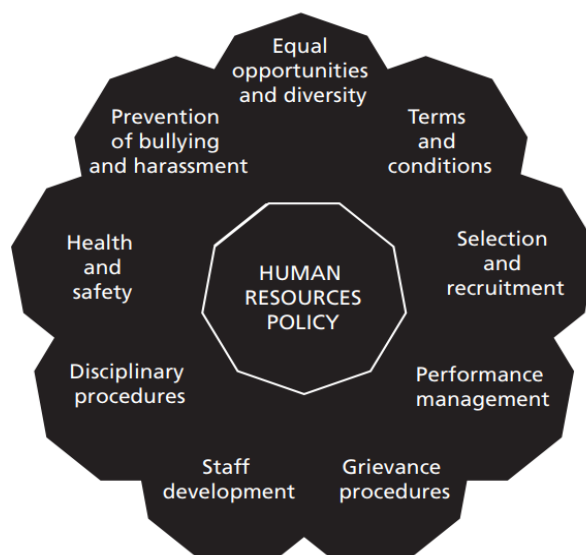 Equal
opportunities
and diversity
Terms
and
conditions
Selection
and
recruitment
Performance
management
Grievance
procedures
Staff
development
Disciplinary
procedures
Health
and
safety
Prevention
of bullying
and harassment
HUMAN
RESOURCES
POLICY